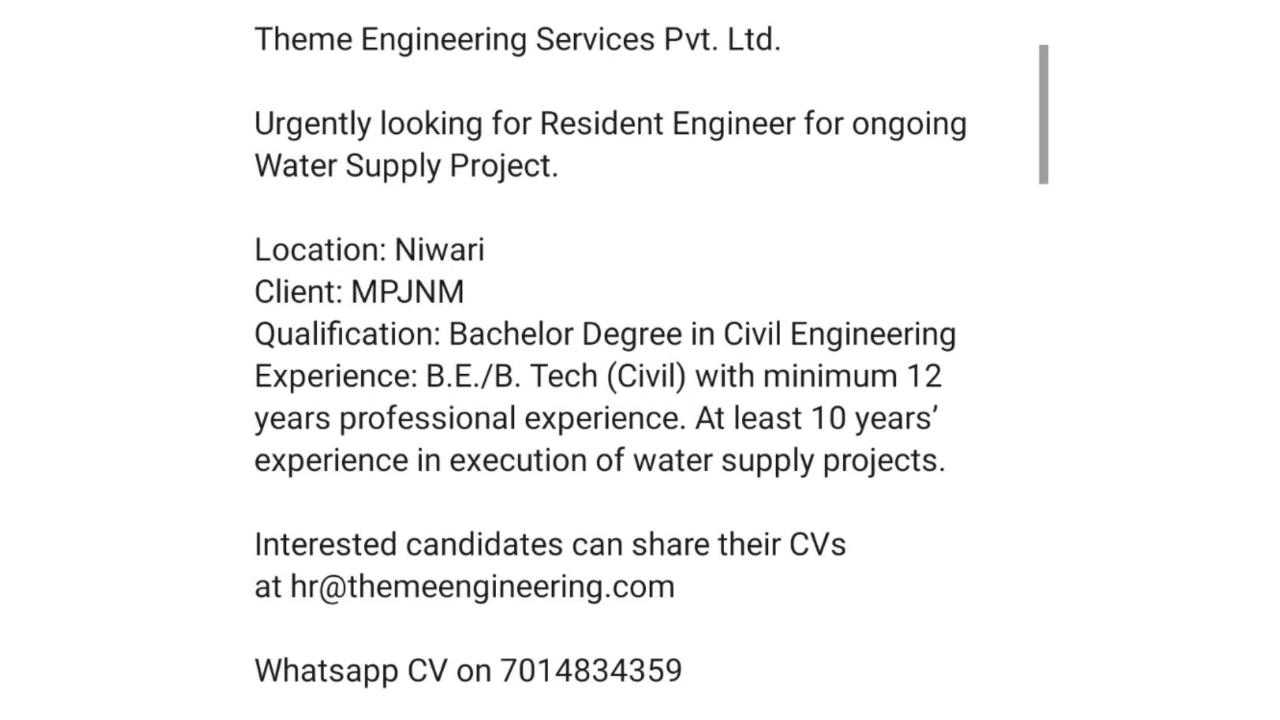 Theme Engineering Services Pvt. Ltd.
Urgently looking for Resident Engineer for ongoing
Water Supply Project.
Location: Niwari
Client: MPJNM
Qualification: Bachelor Degree in Civil Engineering
Experience: B.E./B. Tech (Civil) with minimum 12
years professional experience. At least 10 years’
experience in execution of water supply projects.
Interested candidates can share their CVs
at hr@themeengineering.com
Whatsapp CV on 7014834359